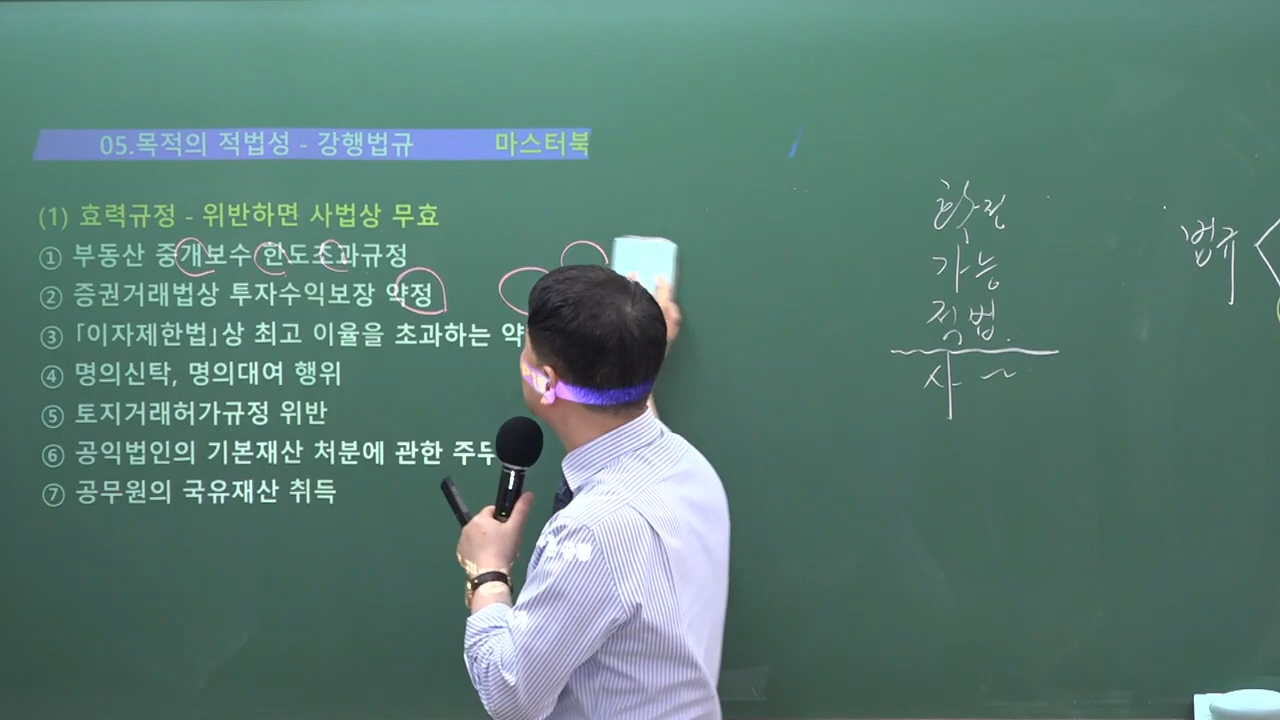 05.목적의 적법성 - 강행법규 마스터북
(1) 효력규정 - 위반하면 사법상 무효
① 부동산 중개보수 한도초과규정
② 증권거래법상 투자수익보장 약정
③ 「이자제한법」상 최고 이율을 초과하는 약
④ 명의신탁, 명의대여 행위
⑤ 토지거래허가규정 위반
⑥ 공익법인의 기본재산 처분에 관한 주무
⑦ 공무원의 국유재산 취득
확정
가능
적법
사
법규